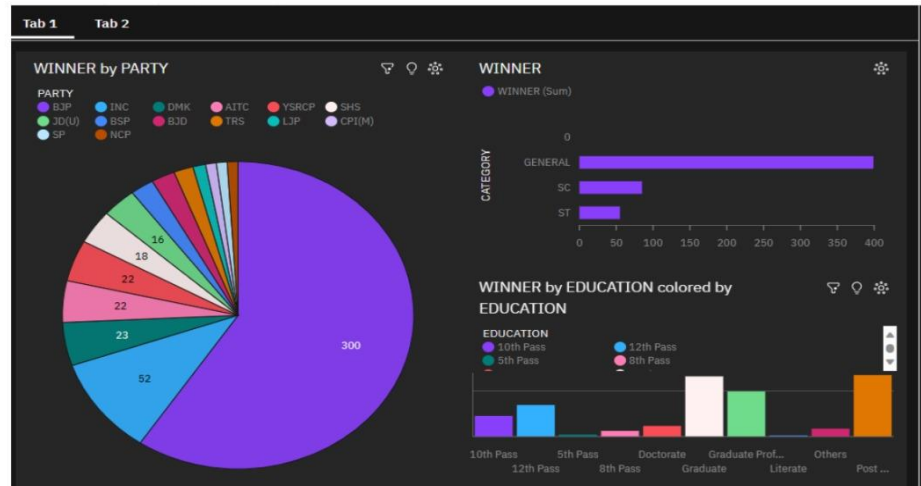 Tab 1 Tab 2
WINNER by PARTY
PARTY
BJP INC DMK AITC YSRCP SHS
JD(U) BSP BJD TRS LJP CPI(M)
SP NCP
16
18
22
22
23
52
300
WINNER
WINNER (Sum)
CATEGORY
0
GENERAL
SC
ST
0 50 100 150 200 250 300 350 400
WINNER by EDUCATION colored by
EDUCATION
EDUCATION
10th Pass 12th Pass
5th Pass 8th Pass
10th Pass 5th Pass Doctorate Graduate Prof... Others
12th Pass 8th Pass Graduate Literate Post ...